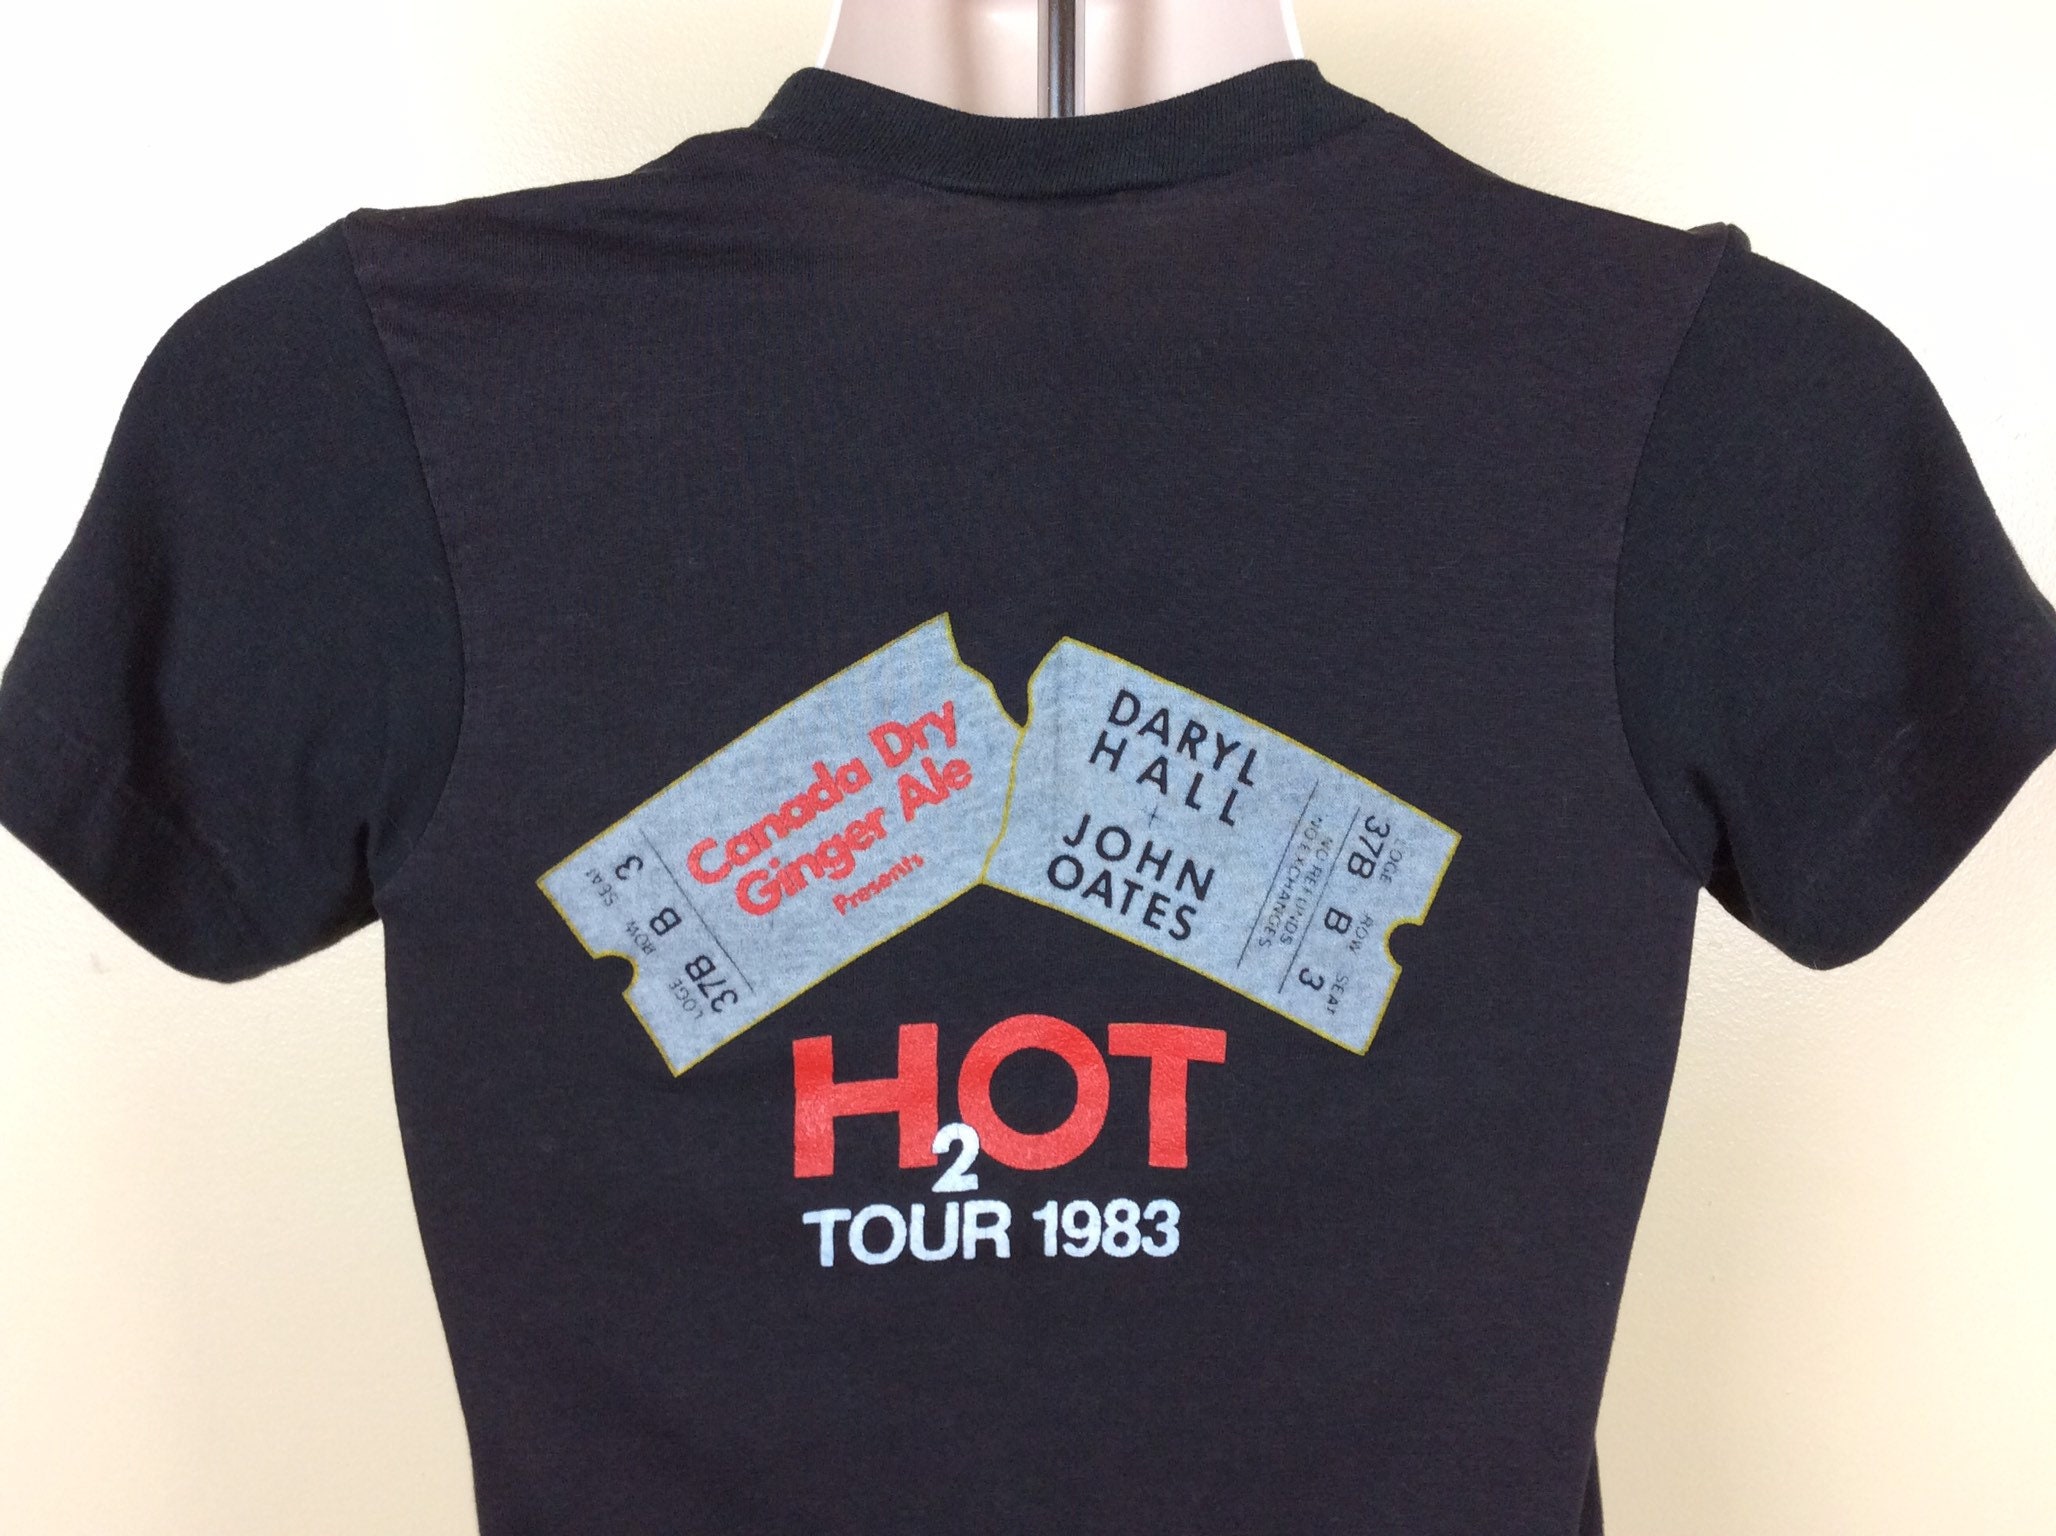 Canada Dry
Ginger Ale
Presents
SEAT ROW LOGE
3 B 37B
DARYL
HALL
+
JOHN
OATES
NO EXCHANGES
NO REFUNDS
37B B 3
LOGE ROW SEAT
H2OT
TOUR 1983